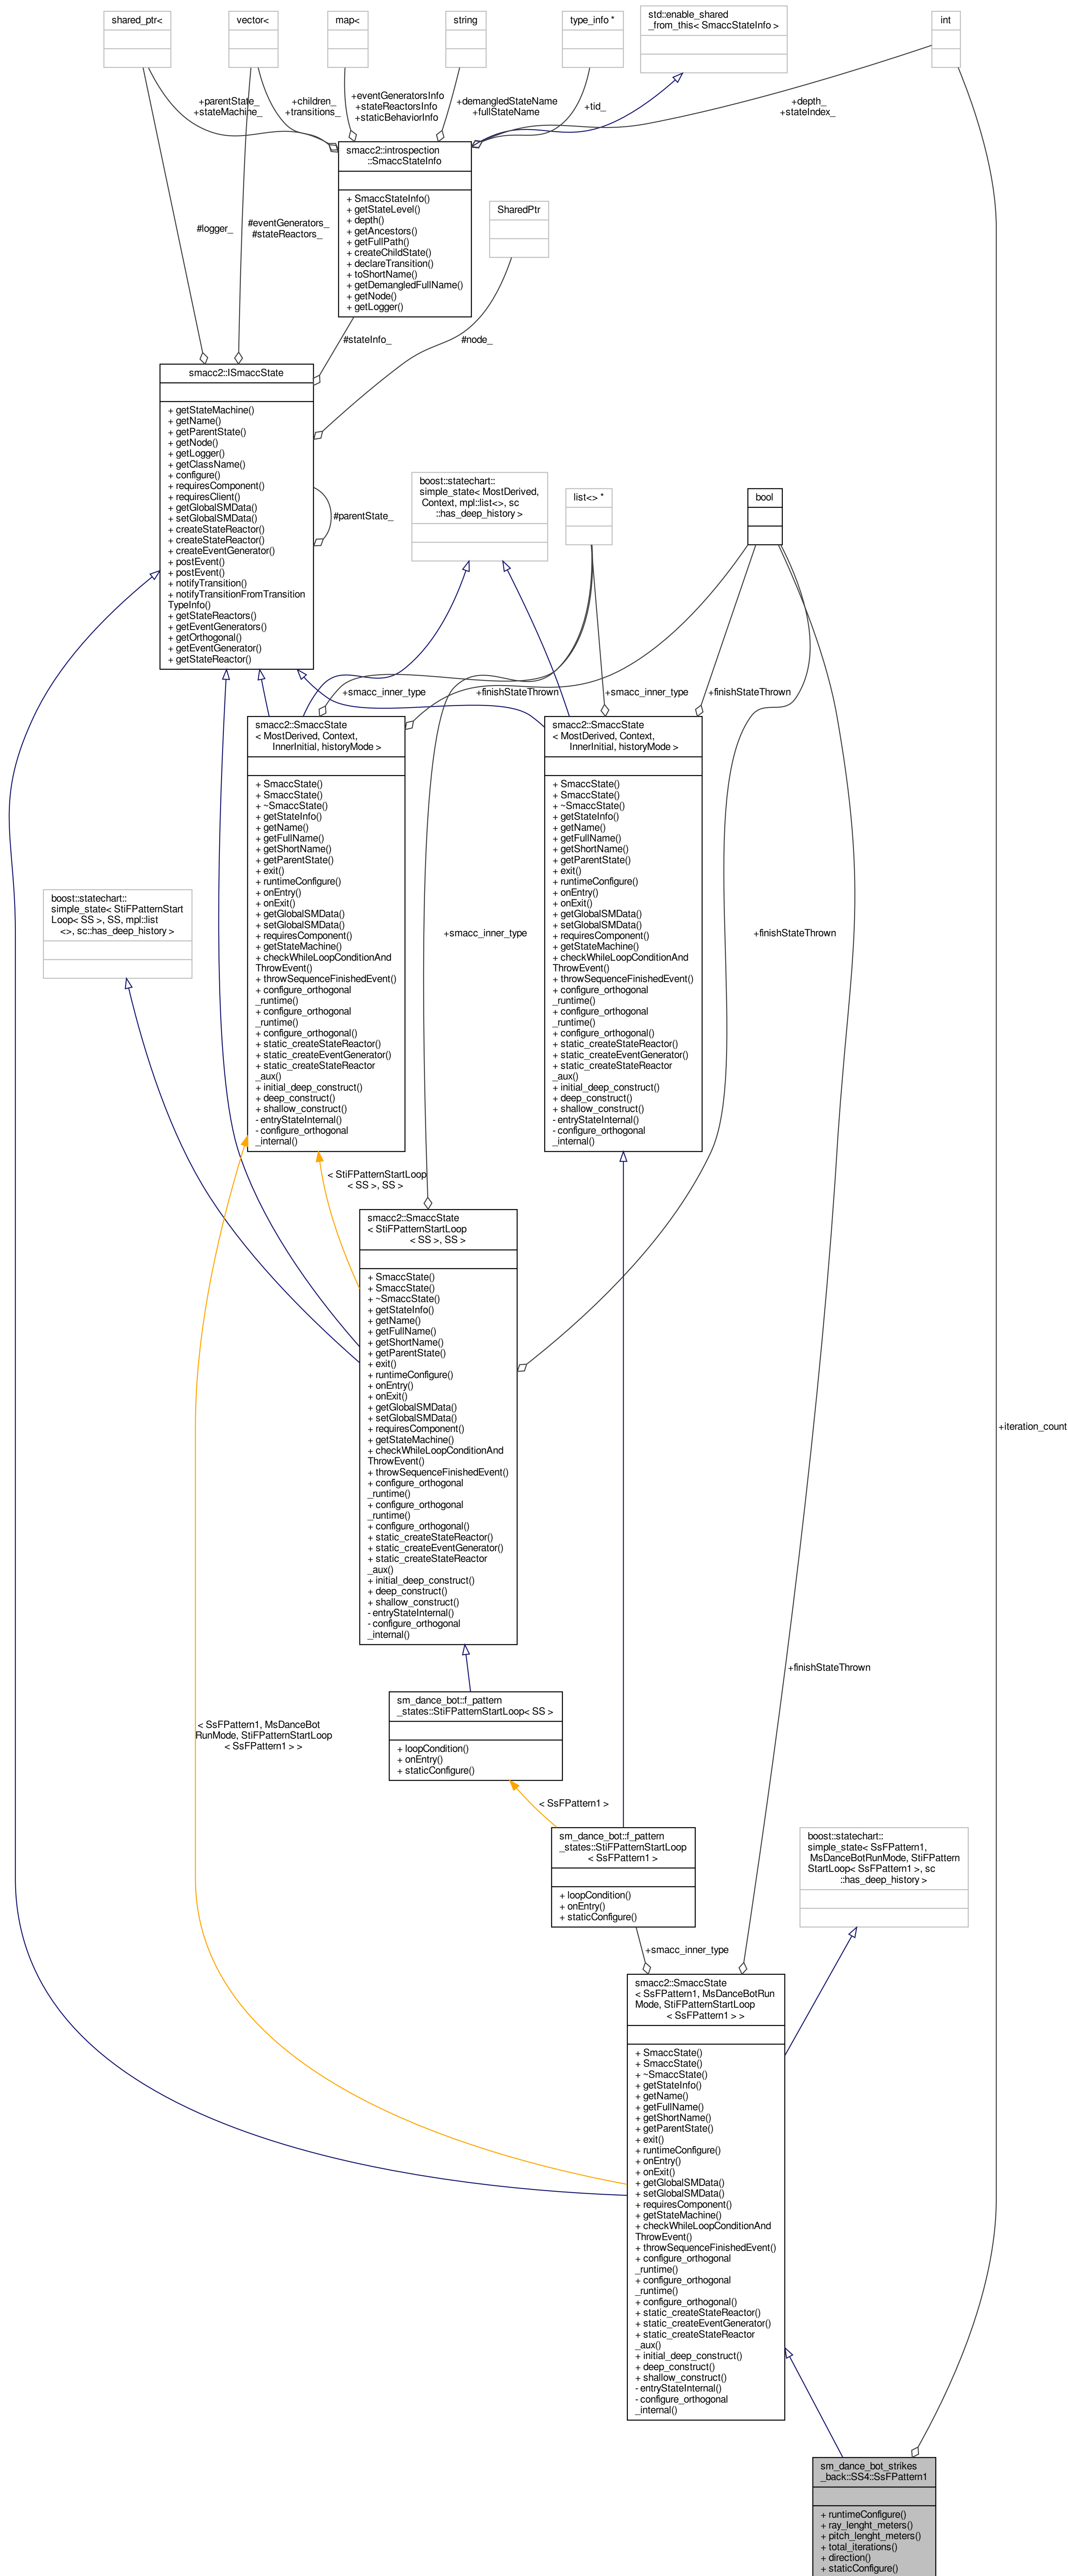 shared_ptr<
vector<
map<
string
type_info *
std::enable_shared
_from_this< SmaccStateInfo >
int
+parentState_
+stateMachine_
+children_
+transitions_
+eventGeneratorsInfo
+stateReactorsInfo
+staticBehaviorInfo
+demangledStateName
+fullStateName
+tid_
+depth_
+stateIndex_
smacc2::introspection
::SmaccStateInfo
+ SmaccStateInfo()
+ getStateLevel()
+ depth()
+ getAncestors()
+ getFullPath()
+ createChildState()
+ declareTransition()
+ toShortName()
+ getDemangledFullName()
+ getNode()
+ getLogger()
SharedPtr
#logger_
#eventGenerators_
#stateReactors_
#stateInfo_
#node_
smacc2::ISmaccState
+ getStateMachine()
+ getName()
+ getParentState()
+ getNode()
+ getLogger()
+ getClassName()
+ configure()
+ requiresComponent()
+ requiresClient()
+ getGlobalSMData()
+ setGlobalSMData()
+ createStateReactor()
+ createStateReactor()
+ createEventGenerator()
+ postEvent()
+ postEvent()
+ notifyTransition()
+ notifyTransitionFromTransition
TypeInfo()
+ getStateReactors()
+ getEventGenerators()
+ getOrthogonal()
+ getEventGenerator()
+ getStateReactor()
#parentState_
boost::statechart::
simple_state< MostDerived,
Context, mpl::list<>, sc
::has_deep_history >
list<> *
bool
+smacc_inner_type
+finishStateThrown
+smacc_inner_type
+finishStateThrown
smacc2::SmaccState
< MostDerived, Context,
InnerInitial, historyMode >
+ SmaccState()
+ SmaccState()
+ ~SmaccState()
+ getStateInfo()
+ getName()
+ getFullName()
+ getShortName()
+ getParentState()
+ exit()
+ runtimeConfigure()
+ onEntry()
+ onExit()
+ getGlobalSMData()
+ setGlobalSMData()
+ requiresComponent()
+ getStateMachine()
+ checkWhileLoopConditionAnd
ThrowEvent()
+ throwSequenceFinishedEvent()
+ configure_orthogonal
_runtime()
+ configure_orthogonal
_runtime()
+ configure_orthogonal()
+ static_createStateReactor()
+ static_createEventGenerator()
+ static_createStateReactor
_aux()
+ initial_deep_construct()
+ deep_construct()
+ shallow_construct()
- entryStateInternal()
- configure_orthogonal
_internal()
smacc2::SmaccState
< MostDerived, Context,
InnerInitial, historyMode >
+ SmaccState()
+ SmaccState()
+ ~SmaccState()
+ getStateInfo()
+ getName()
+ getFullName()
+ getShortName()
+ getParentState()
+ exit()
+ runtimeConfigure()
+ onEntry()
+ onExit()
+ getGlobalSMData()
+ setGlobalSMData()
+ requiresComponent()
+ getStateMachine()
+ checkWhileLoopConditionAnd
ThrowEvent()
+ throwSequenceFinishedEvent()
+ configure_orthogonal
_runtime()
+ configure_orthogonal
_runtime()
+ configure_orthogonal()
+ static_createStateReactor()
+ static_createEventGenerator()
+ static_createStateReactor
_aux()
+ initial_deep_construct()
+ deep_construct()
+ shallow_construct()
- entryStateInternal()
- configure_orthogonal
_internal()
boost::statechart::
simple_state< StiFPatternStart
Loop< SS >, SS, mpl::list
<>, sc::has_deep_history >
+smacc_inner_type
+finishStateThrown
< StiFPatternStartLoop
< SS >, SS >
smacc2::SmaccState
< StiFPatternStartLoop
< SS >, SS >
+ SmaccState()
+ SmaccState()
+ ~SmaccState()
+ getStateInfo()
+ getName()
+ getFullName()
+ getShortName()
+ getParentState()
+ exit()
+ runtimeConfigure()
+ onEntry()
+ onExit()
+ getGlobalSMData()
+ setGlobalSMData()
+ requiresComponent()
+ getStateMachine()
+ checkWhileLoopConditionAnd
ThrowEvent()
+ throwSequenceFinishedEvent()
+ configure_orthogonal
_runtime()
+ configure_orthogonal
_runtime()
+ configure_orthogonal()
+ static_createStateReactor()
+ static_createEventGenerator()
+ static_createStateReactor
_aux()
+ initial_deep_construct()
+ deep_construct()
+ shallow_construct()
- entryStateInternal()
- configure_orthogonal
_internal()
+iteration_count
+finishStateThrown
< SsFPattern1, MsDanceBot
RunMode, StiFPatternStartLoop
< SsFPattern1 > >
sm_dance_bot::f_pattern
_states::StiFPatternStartLoop< SS >
+ loopCondition()
+ onEntry()
+ staticConfigure()
< SsFPattern1 >
sm_dance_bot::f_pattern
_states::StiFPatternStartLoop
< SsFPattern1 >
+ loopCondition()
+ onEntry()
+ staticConfigure()
boost::statechart::
simple_state< SsFPattern1,
MsDanceBotRunMode, StiFPattern
StartLoop< SsFPattern1 >, sc
::has_deep_history >
+smacc_inner_type
smacc2::SmaccState
< SsFPattern1, MsDanceBotRun
Mode, StiFPatternStartLoop
< SsFPattern1 > >
+ SmaccState()
+ SmaccState()
+ ~SmaccState()
+ getStateInfo()
+ getName()
+ getFullName()
+ getShortName()
+ getParentState()
+ exit()
+ runtimeConfigure()
+ onEntry()
+ onExit()
+ getGlobalSMData()
+ setGlobalSMData()
+ requiresComponent()
+ getStateMachine()
+ checkWhileLoopConditionAnd
ThrowEvent()
+ throwSequenceFinishedEvent()
+ configure_orthogonal
_runtime()
+ configure_orthogonal
_runtime()
+ configure_orthogonal()
+ static_createStateReactor()
+ static_createEventGenerator()
+ static_createStateReactor
_aux()
+ initial_deep_construct()
+ deep_construct()
+ shallow_construct()
- entryStateInternal()
- configure_orthogonal
_internal()
sm_dance_bot_strikes
_back::SS4::SsFPattern1
+ runtimeConfigure()
+ ray_lenght_meters()
+ pitch_lenght_meters()
+ total_iterations()
+ direction()
+ staticConfigure()